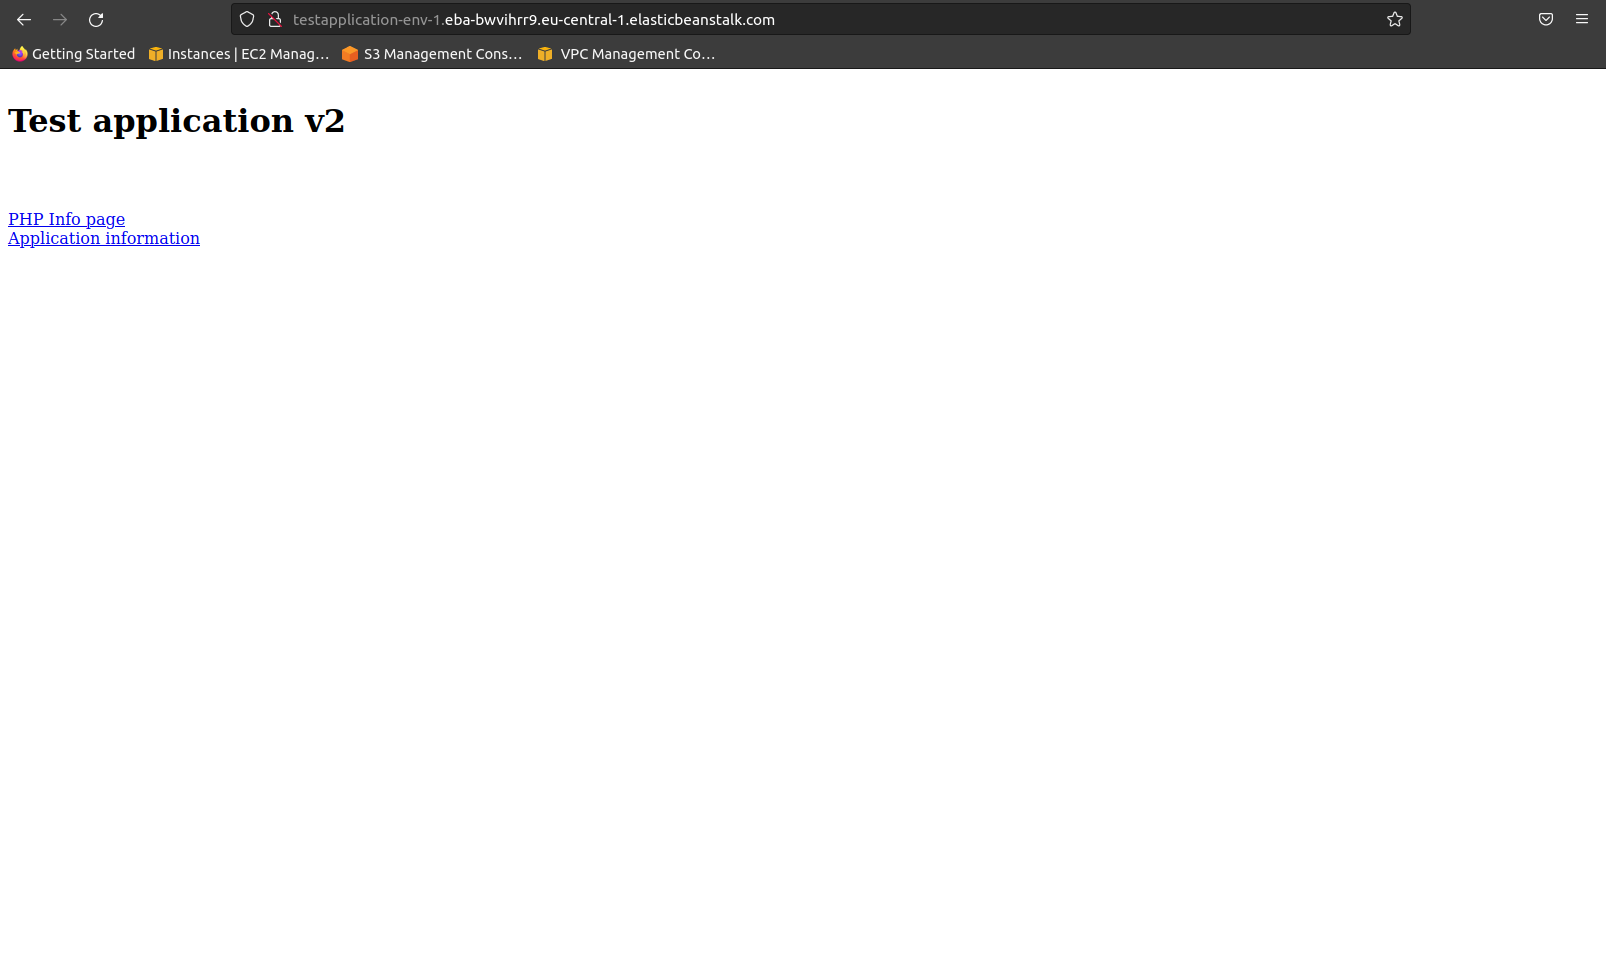 testapplication-env-1.eba-bwvihrr9.eu-central-1.elasticbeanstalk.com
Getting Started Instances | EC2 Manag... S3 Management Cons... VPC Management Co...
Test application v2
PHP Info page
Application information